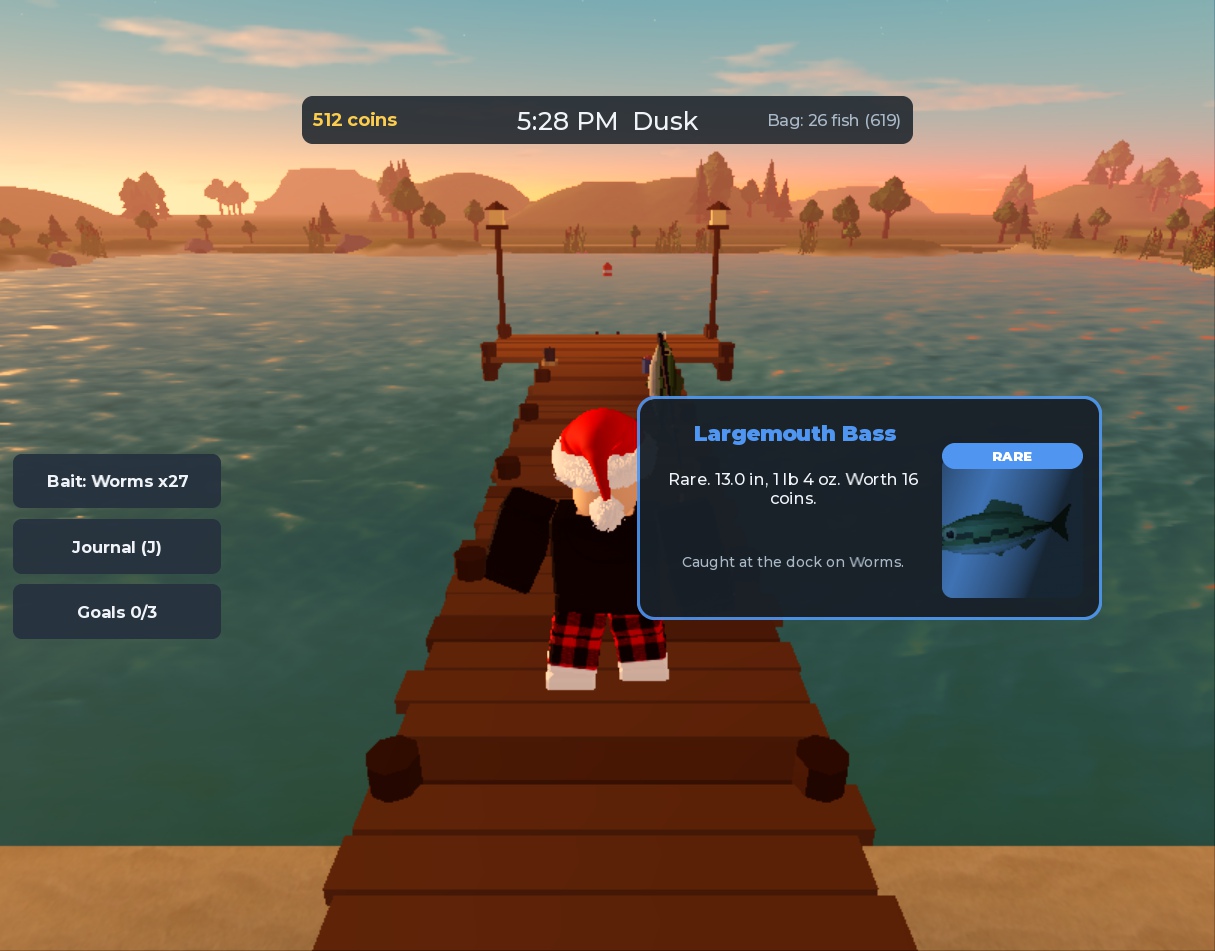 512 coins
5:28 PM  Dusk
Bag: 26 fish (619)
Bait: Worms x27
Journal (J)
Goals 0/3
Largemouth Bass
Rare. 13.0 in, 1 lb 4 oz. Worth 16
coins.
Caught at the dock on Worms.
RARE